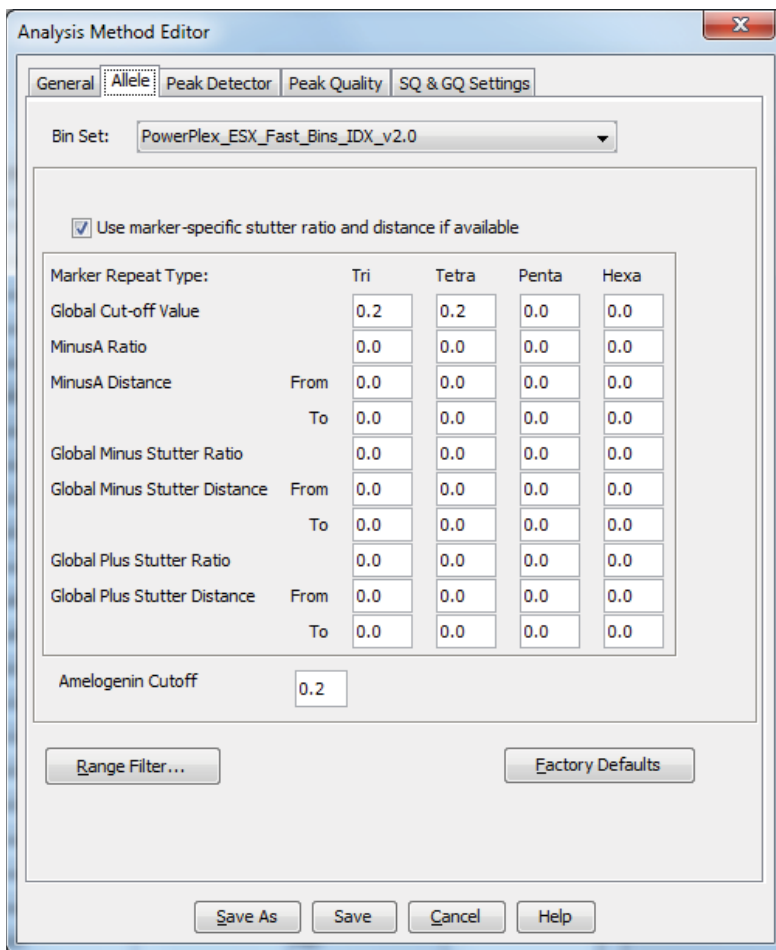 Analysis Method Editor
General Allele Peak Detector Peak Quality SQ & GQ Settings
Bin Set: PowerPlex_ESX_Fast_Bins_IDX_v2.0
Use marker-specific stutter ratio and distance if available
Marker Repeat Type: Tri Tetra Penta Hexa
Global Cut-off Value 0.2 0.2 0.0 0.0
MinusA Ratio 0.0 0.0 0.0 0.0
MinusA Distance From 0.0 0.0 0.0 0.0
To 0.0 0.0 0.0 0.0
Global Minus Stutter Ratio 0.0 0.0 0.0 0.0
Global Minus Stutter Distance From 0.0 0.0 0.0 0.0
To 0.0 0.0 0.0 0.0
Global Plus Stutter Ratio 0.0 0.0 0.0 0.0
Global Plus Stutter Distance From 0.0 0.0 0.0 0.0
To 0.0 0.0 0.0 0.0
Amelogenin Cutoff 0.2
Range Filter... Factory Defaults
Save As Save Cancel Help